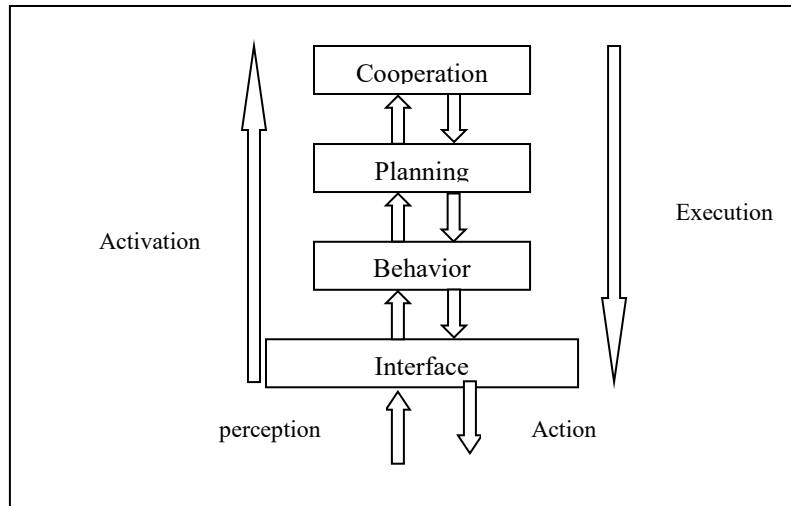 Cooperation
Planning
Execution
Activation
Behavior
Interface
perception
Action